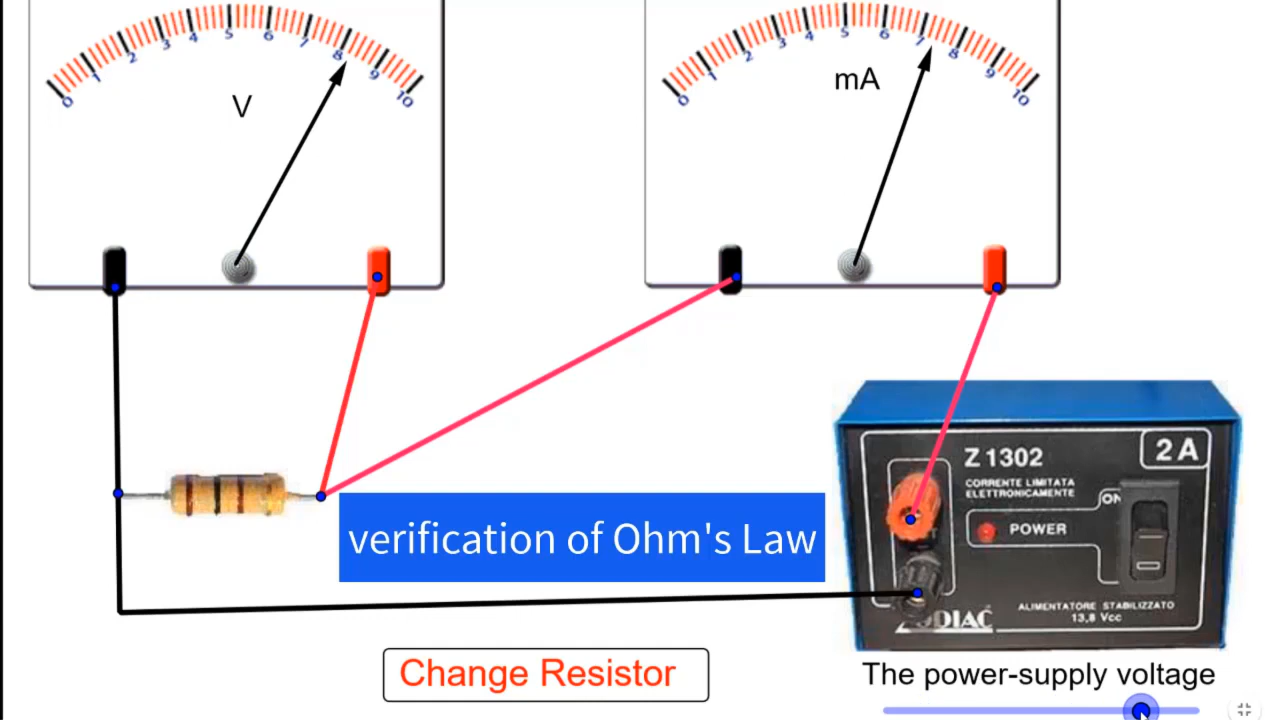 0 1 2 3 4 5 6 7 8 9 10
V
0 1 2 3 4 5 6 7 8 9 10
mA
Z 1302
2 A
CORRENTE LIMITATA
ELETTRONICAMENTE
ON
POWER
verification of Ohm's Law
ALIMENTATORE STABILIZZATO
13,8 Vcc
Change Resistor
The power-supply voltage